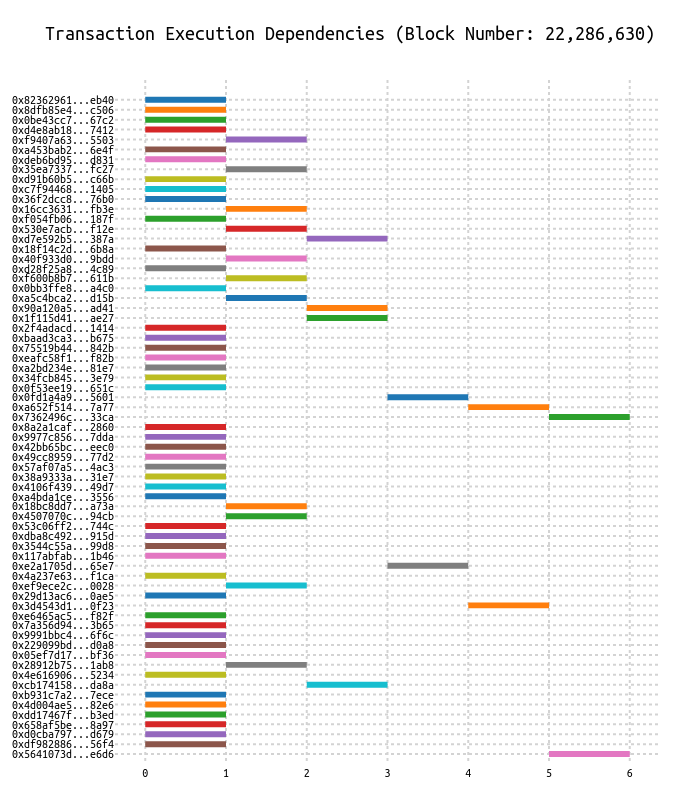 Transaction Execution Dependencies (Block Number: 22,286,630)
0x82362961...eb40
0x8dfb85e4...c506
0x0be43cc7...67c2
0xd4e8ab18...7412
0xf9407a63...5503
0xa453bab2...6e4f
0xdeb6bd95...d831
0x35ea7337...fc27
0xd91b60b5...c66b
0xc7f94468...1405
0x36f2dcc8...76b0
0x16cc3631...fb3e
0xf054fb06...187f
0x530e7acb...f12e
0xd7e592b5...387a
0x18f14c2d...6b8a
0x40f933d0...9bdd
0xd28f25a8...4c89
0xf600b8b7...611b
0x0bb3ffe8...a4c0
0xa5c4bca2...d15b
0x90a120a5...ad41
0x1f115d41...ae27
0x2f4adacd...1414
0xbaad3ca3...b675
0x75519b44...842b
0xeafc58f1...f82b
0xa2bd234e...81e7
0x34fcb845...3e79
0x0f53ee19...651c
0x0fd1a4a9...5601
0xa652f514...7a77
0x7362496c...33ca
0x8a2a1caf...2860
0x9977c856...7dda
0x42bb65bc...eec0
0x49cc8959...77d2
0x57af07a5...4ac3
0x38a9333a...31e7
0x4106f439...49d7
0xa4bda1ce...3556
0x18bc8dd7...a73a
0x4507070c...94cb
0x53c06ff2...744c
0xdba8c492...915d
0x3544c55a...99d8
0x117abfab...1b46
0xe2a1705d...65e7
0x4a237e63...f1ca
0xef9ece2c...0028
0x29d13ac6...0ae5
0x3d4543d1...0f23
0xe6465ac5...f82f
0x7a356d94...3b65
0x9991bbc4...6f6c
0x229099bd...d0a8
0x05ef7d17...bf36
0x28912b75...1ab8
0x4e616906...5234
0xcb174158...da8a
0xb931c7a2...7ece
0x4d004ae5...82e6
0xdd17467f...b3ed
0x658af5be...8a97
0xd0cba797...d679
0xdf982886...56f4
0x5641073d...e6d6
0 1 2 3 4 5 6